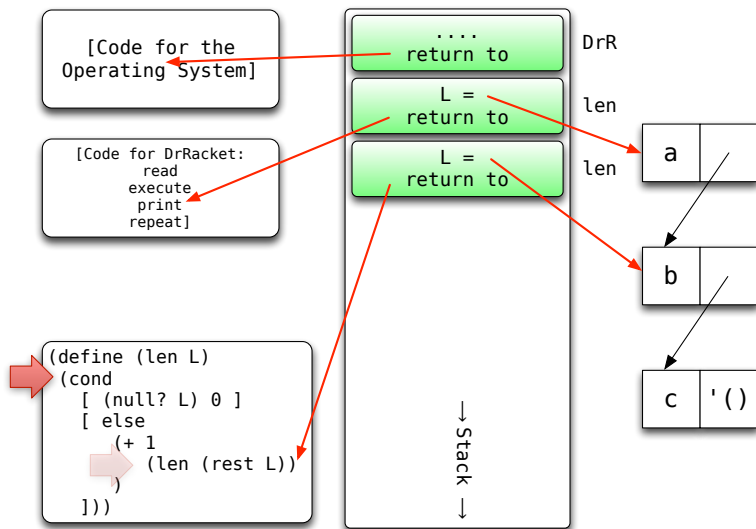 [Code for the
Operating System]
[Code for DrRacket:
read
execute
print
repeat]
(define (len L)
(cond
[ (null? L) 0 ]
[ else
(+ 1
(len (rest L))
)
]))
....
return to
DrR
L =
return to
len
L =
return to
len
→Stack →
a
b
c
'()